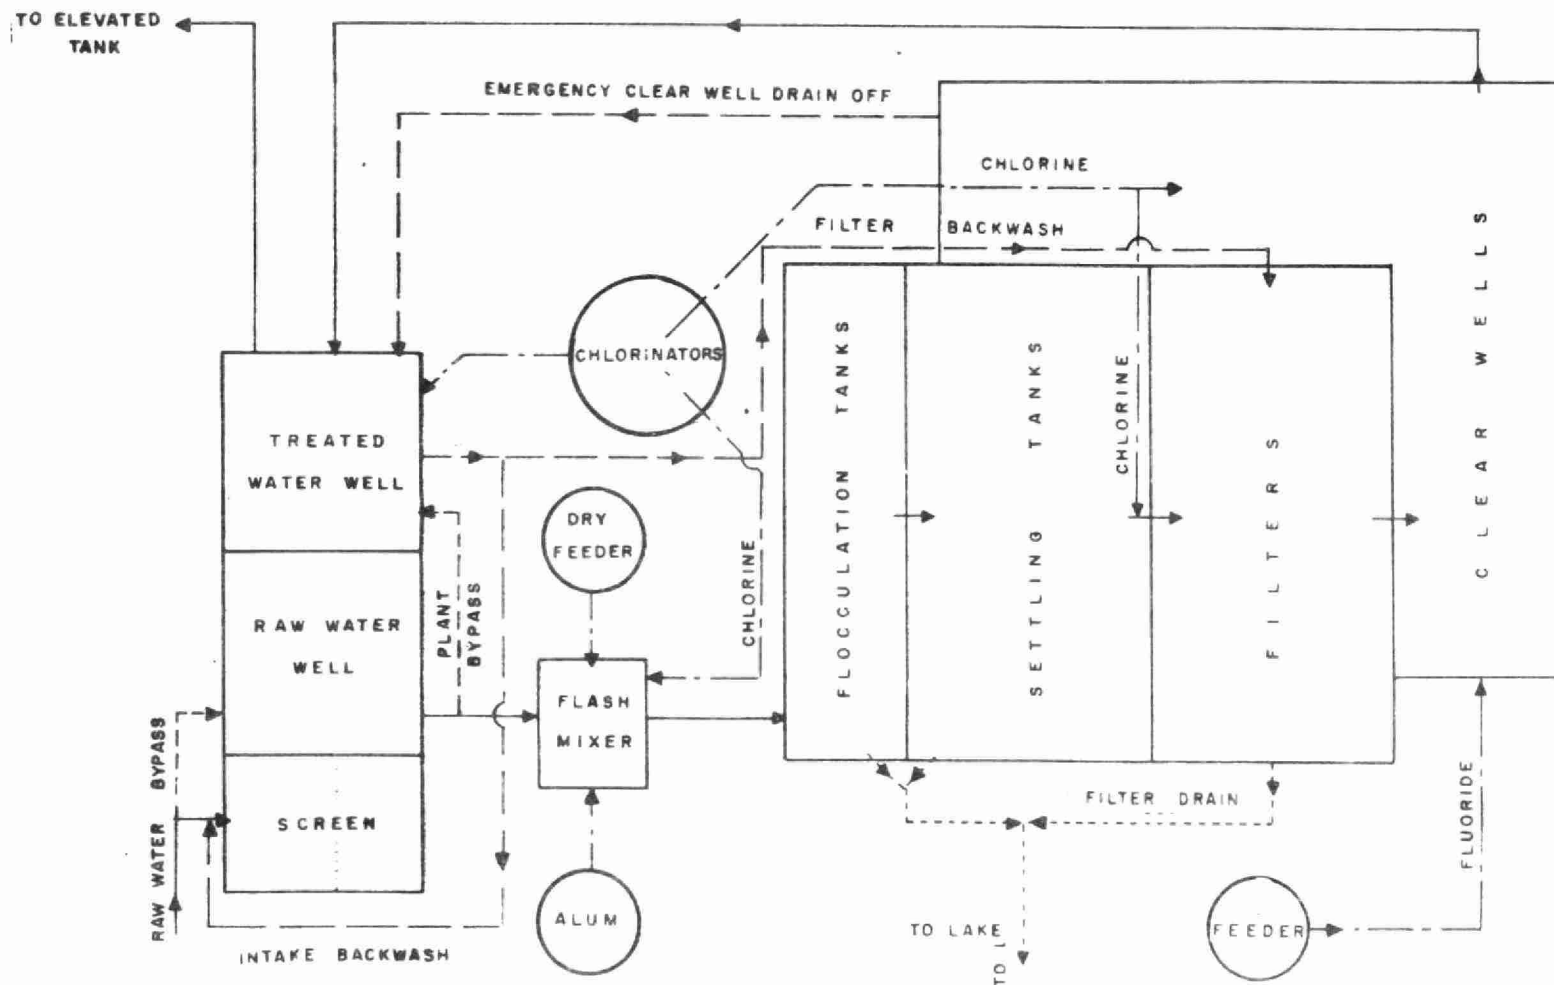 TO ELEVATED
TANK
EMERGENCY CLEAR WELL DRAIN OFF
CHLORINE
FILTER BACKWASH
CHLORINATORS
TREATED
WATER WELL
DRY
FEEDER
RAW WATER
WELL
PLANT
BYPASS
CHLORINE
FLASH
MIXER
SCREEN
RAW WATER BYPASS
INTAKE BACKWASH
ALUM
FLOCCULATION TANKS
SETTLING TANKS
CHLORINE
FILTERS
CLEAR WELLS
FILTER DRAIN
TO LAKE
TO L
FEEDER
FLUORIDE